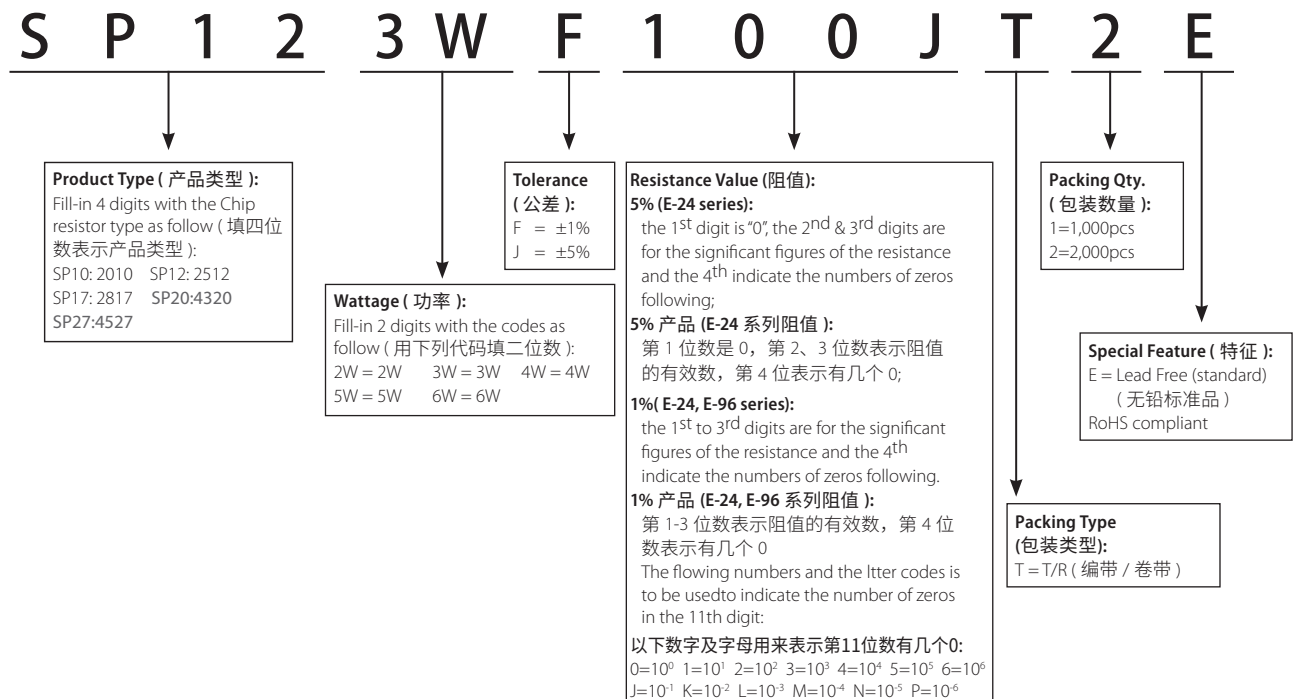 S P 1 2 3 W F 1 0 0 J T 2 E
Product Type ( 产品类型 ):
Fill-in 4 digits with the Chip
resistor type as follow ( 填四位
数表示产品类型 ):
SP10: 2010 SP12: 2512
SP17: 2817 SP20:4320
SP27:4527
Wattage ( 功率 ):
Fill-in 2 digits with the codes as
follow ( 用下列代码填二位数 ):
2W = 2W 3W = 3W 4W = 4W
5W = 5W 6W = 6W
Tolerance
( 公差 ):
F = ±1%
J = ±5%
Resistance Value (阻值):
5% (E-24 series):
the 1st digit is “0”, the 2nd & 3rd digits are
for the significant figures of the resistance
and the 4th indicate the numbers of zeros
following;
5% 产品 (E-24 系列阻值 ):
第 1 位数是 0，第 2、3 位数表示阻值
的有效数，第 4 位表示有几个 0;
1%( E-24, E-96 series):
the 1st to 3rd digits are for the significant
figures of the resistance and the 4th
indicate the numbers of zeros following.
1% 产品 (E-24, E-96 系列阻值 ):
第 1-3 位数表示阻值的有效数，第 4 位
数表示有几个 0
The flowing numbers and the ltter codes is
to be usedto indicate the number of zeros
in the 11th digit:
以下数字及字母用来表示第11位数有几个0:
0=10⁰ 1=10¹ 2=10² 3=10³ 4=10⁴ 5=10⁵ 6=10⁶
J=10⁻¹ K=10⁻² L=10⁻³ M=10⁻⁴ N=10⁻⁵ P=10⁻⁶
Packing Type
(包装类型):
T = T/R ( 编带 / 卷带 )
Packing Qty.
( 包装数量 ):
1=1,000pcs
2=2,000pcs
Special Feature ( 特征 ):
E = Lead Free (standard)
( 无铅标准品 )
RoHS compliant